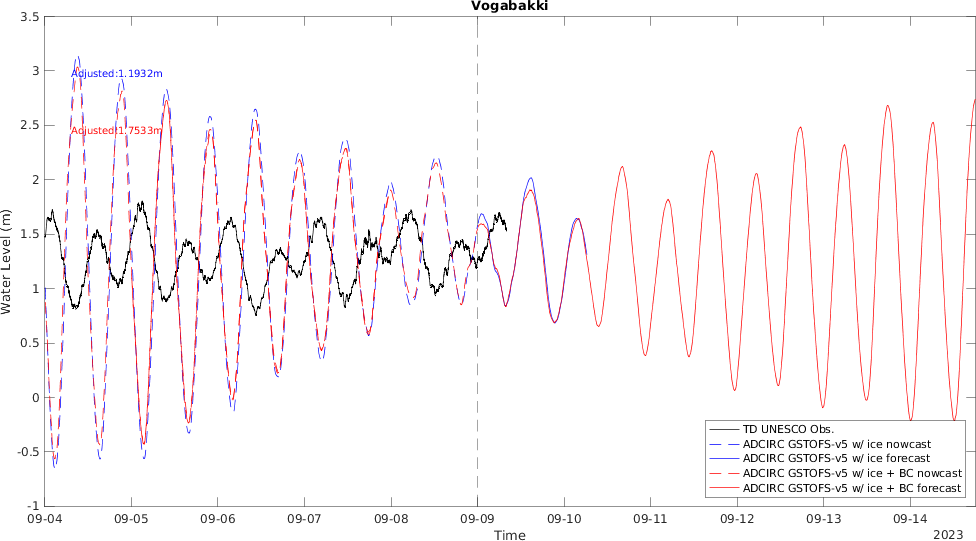 Vogabakki
3.5
3
2.5
2
1.5
1
0.5
0
-0.5
-1
Water Level (m)
Adjusted:1.1932m
Adjusted:1.7533m
TD UNESCO Obs.
ADCIRC GSTOFS-v5 w/ ice nowcast
ADCIRC GSTOFS-v5 w/ ice forecast
ADCIRC GSTOFS-v5 w/ ice + BC nowcast
ADCIRC GSTOFS-v5 w/ ice + BC forecast
09-04 09-05 09-06 09-07 09-08 09-09 09-10 09-11 09-12 09-13 09-14
Time
2023